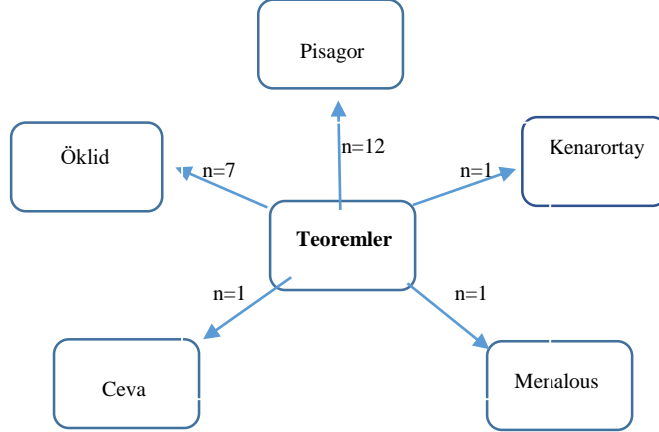 Pisagor
Öklid
Kenarortay
n=12
n=7
n=1
Teoremler
n=1
n=1
Ceva
Menalous